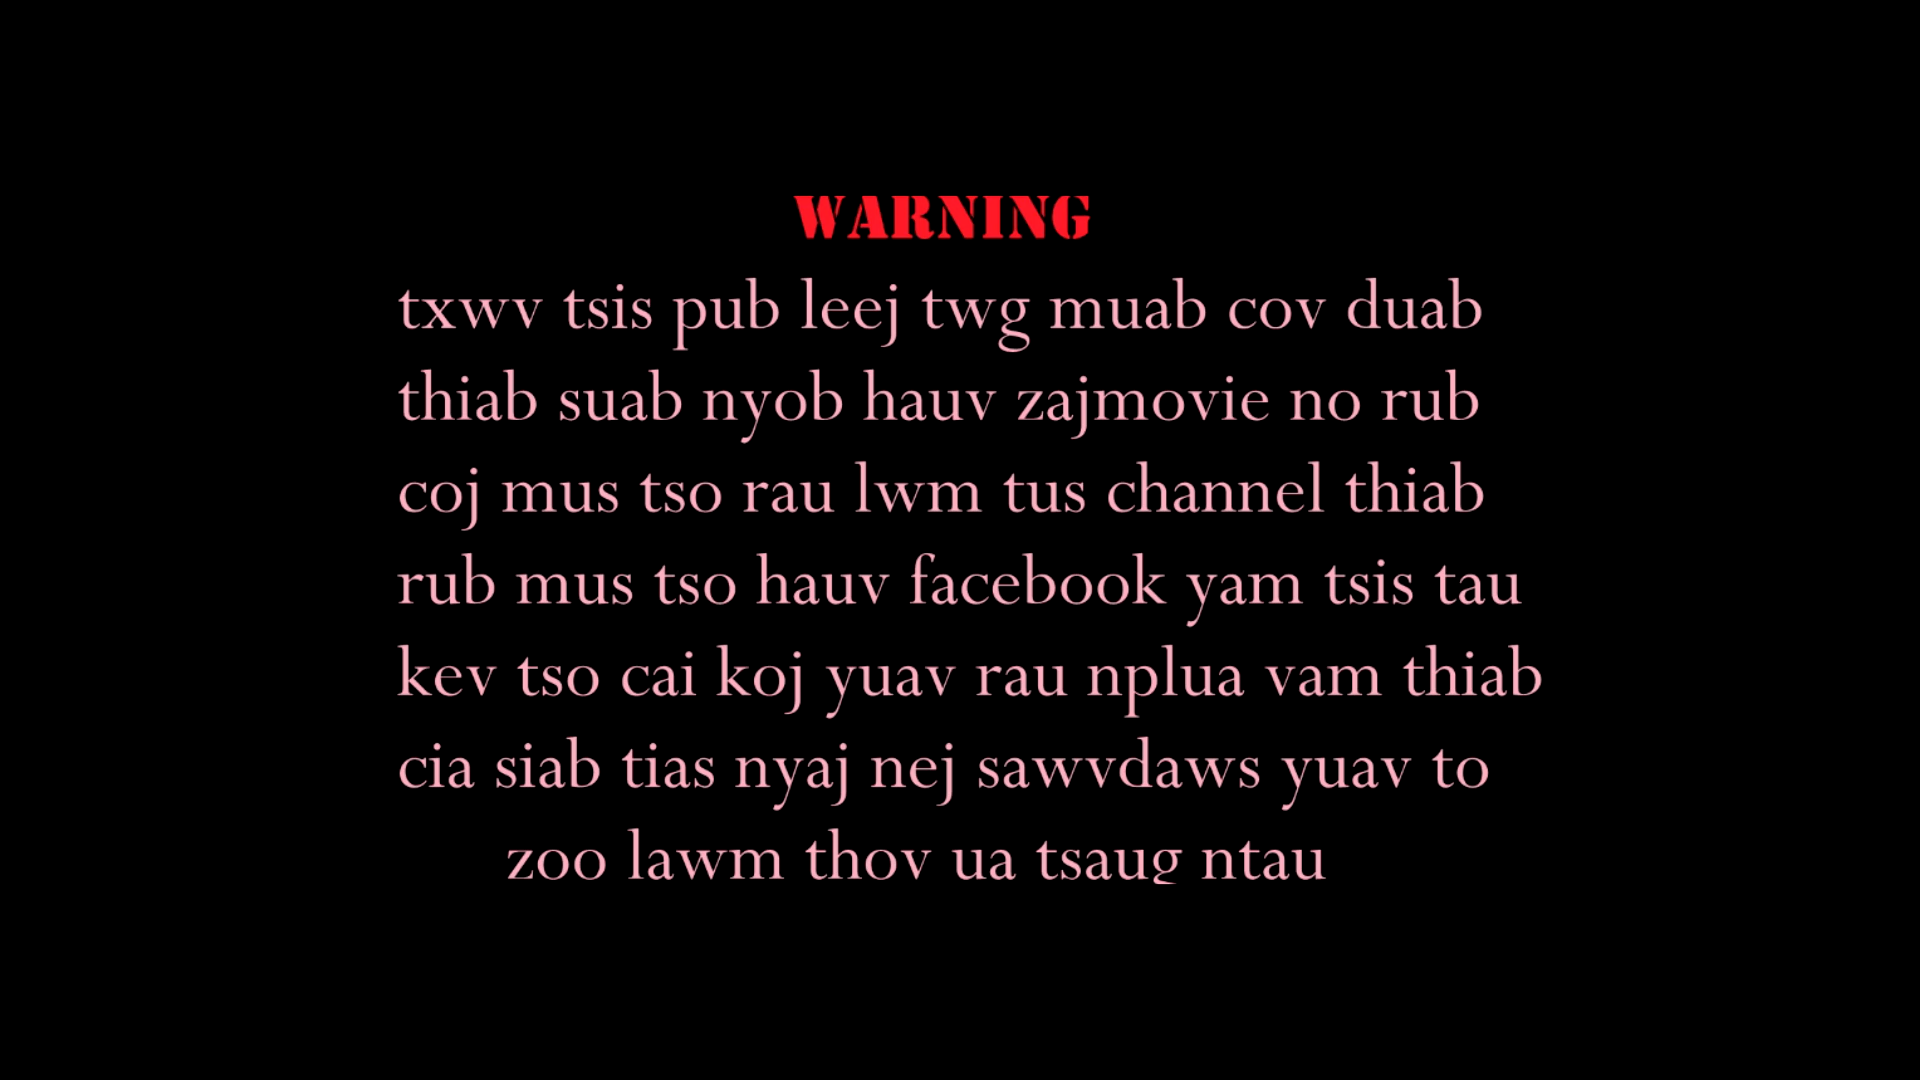 WARNING
txwv tsis pub leej twg muab cov duab
thiab suab nyob hauv zajmovie no rub
coj mus tso rau lwm tus channel thiab
rub mus tso hauv facebook yam tsis tau
kev tso cai koj yuav rau nplua vam thiab
cia siab tias nyaj nej sawvdaws yuav to
zoo lawm thov ua tsaug ntau